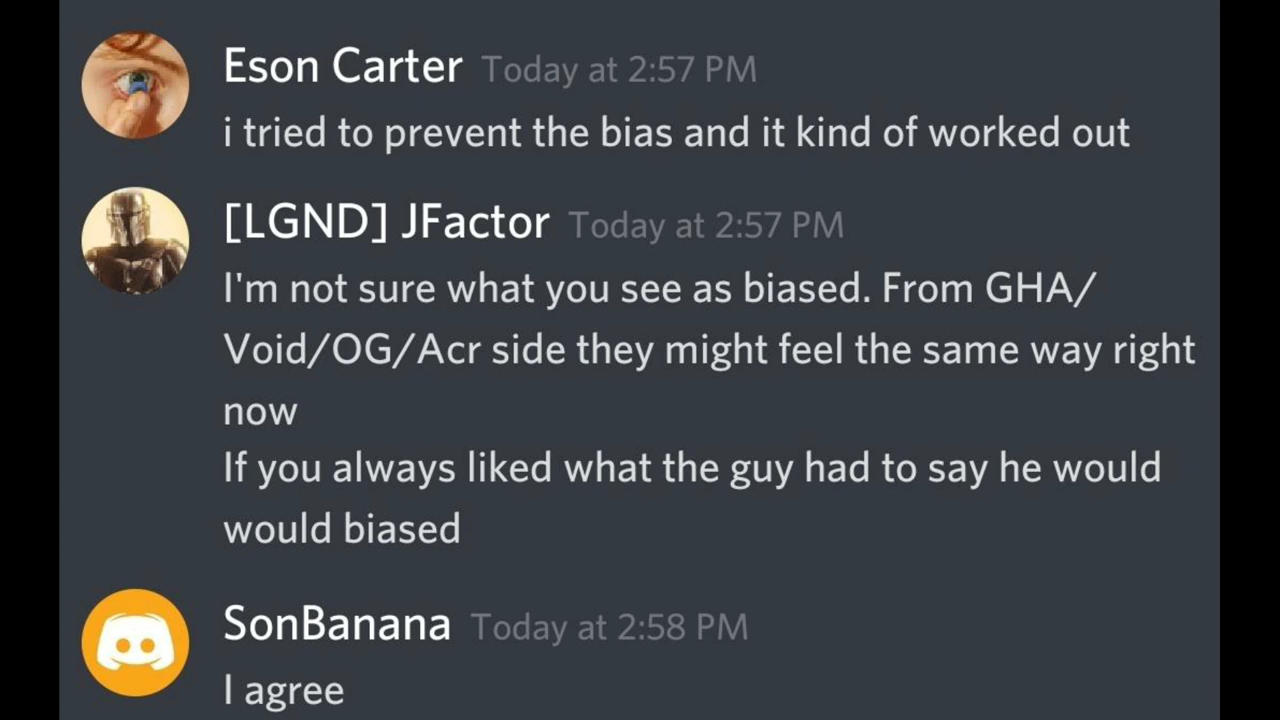 Eson Carter Today at 2:57 PM
i tried to prevent the bias and it kind of worked out
[LGND] JFactor Today at 2:57 PM
I'm not sure what you see as biased. From GHA/
Void/OG/Acr side they might feel the same way right
now
If you always liked what the guy had to say he would
would biased
SonBanana Today at 2:58 PM
I agree